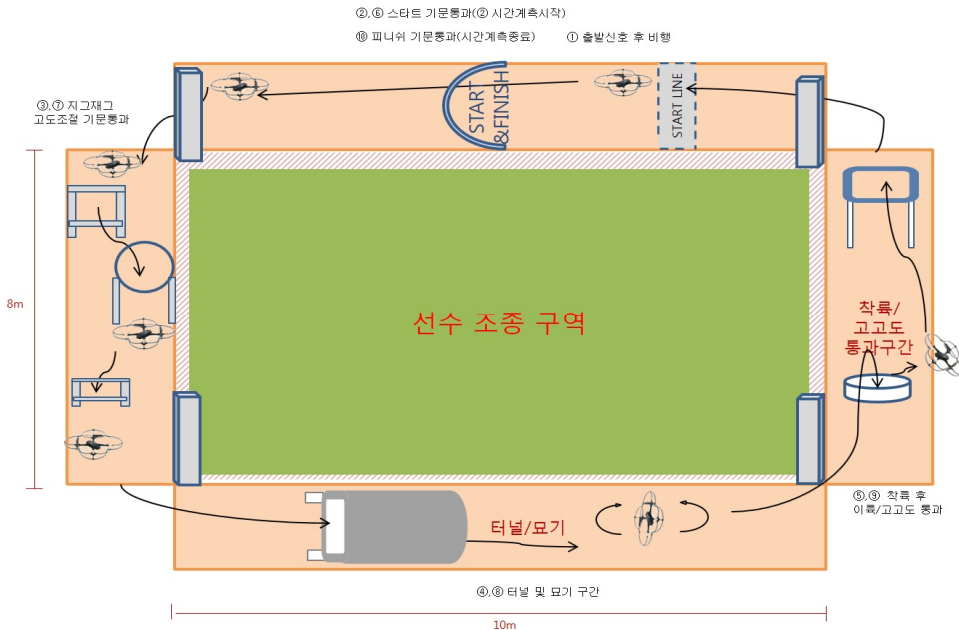 ②,⑥ 스타트 기문통과(② 시간계측시작)
⑩ 피니쉬 기문통과(시간계측종료)
① 출발신호 후 비행
③,⑦ 지그재그
고도조절 기문통과
START
&FINISH
START LINE
8m
선수 조종 구역
착륙/
고고도
통과구간
⑤,⑨ 착륙 후
이륙/고고도 통과
터널/묘기
④,⑧ 터널 및 묘기 구간
10m